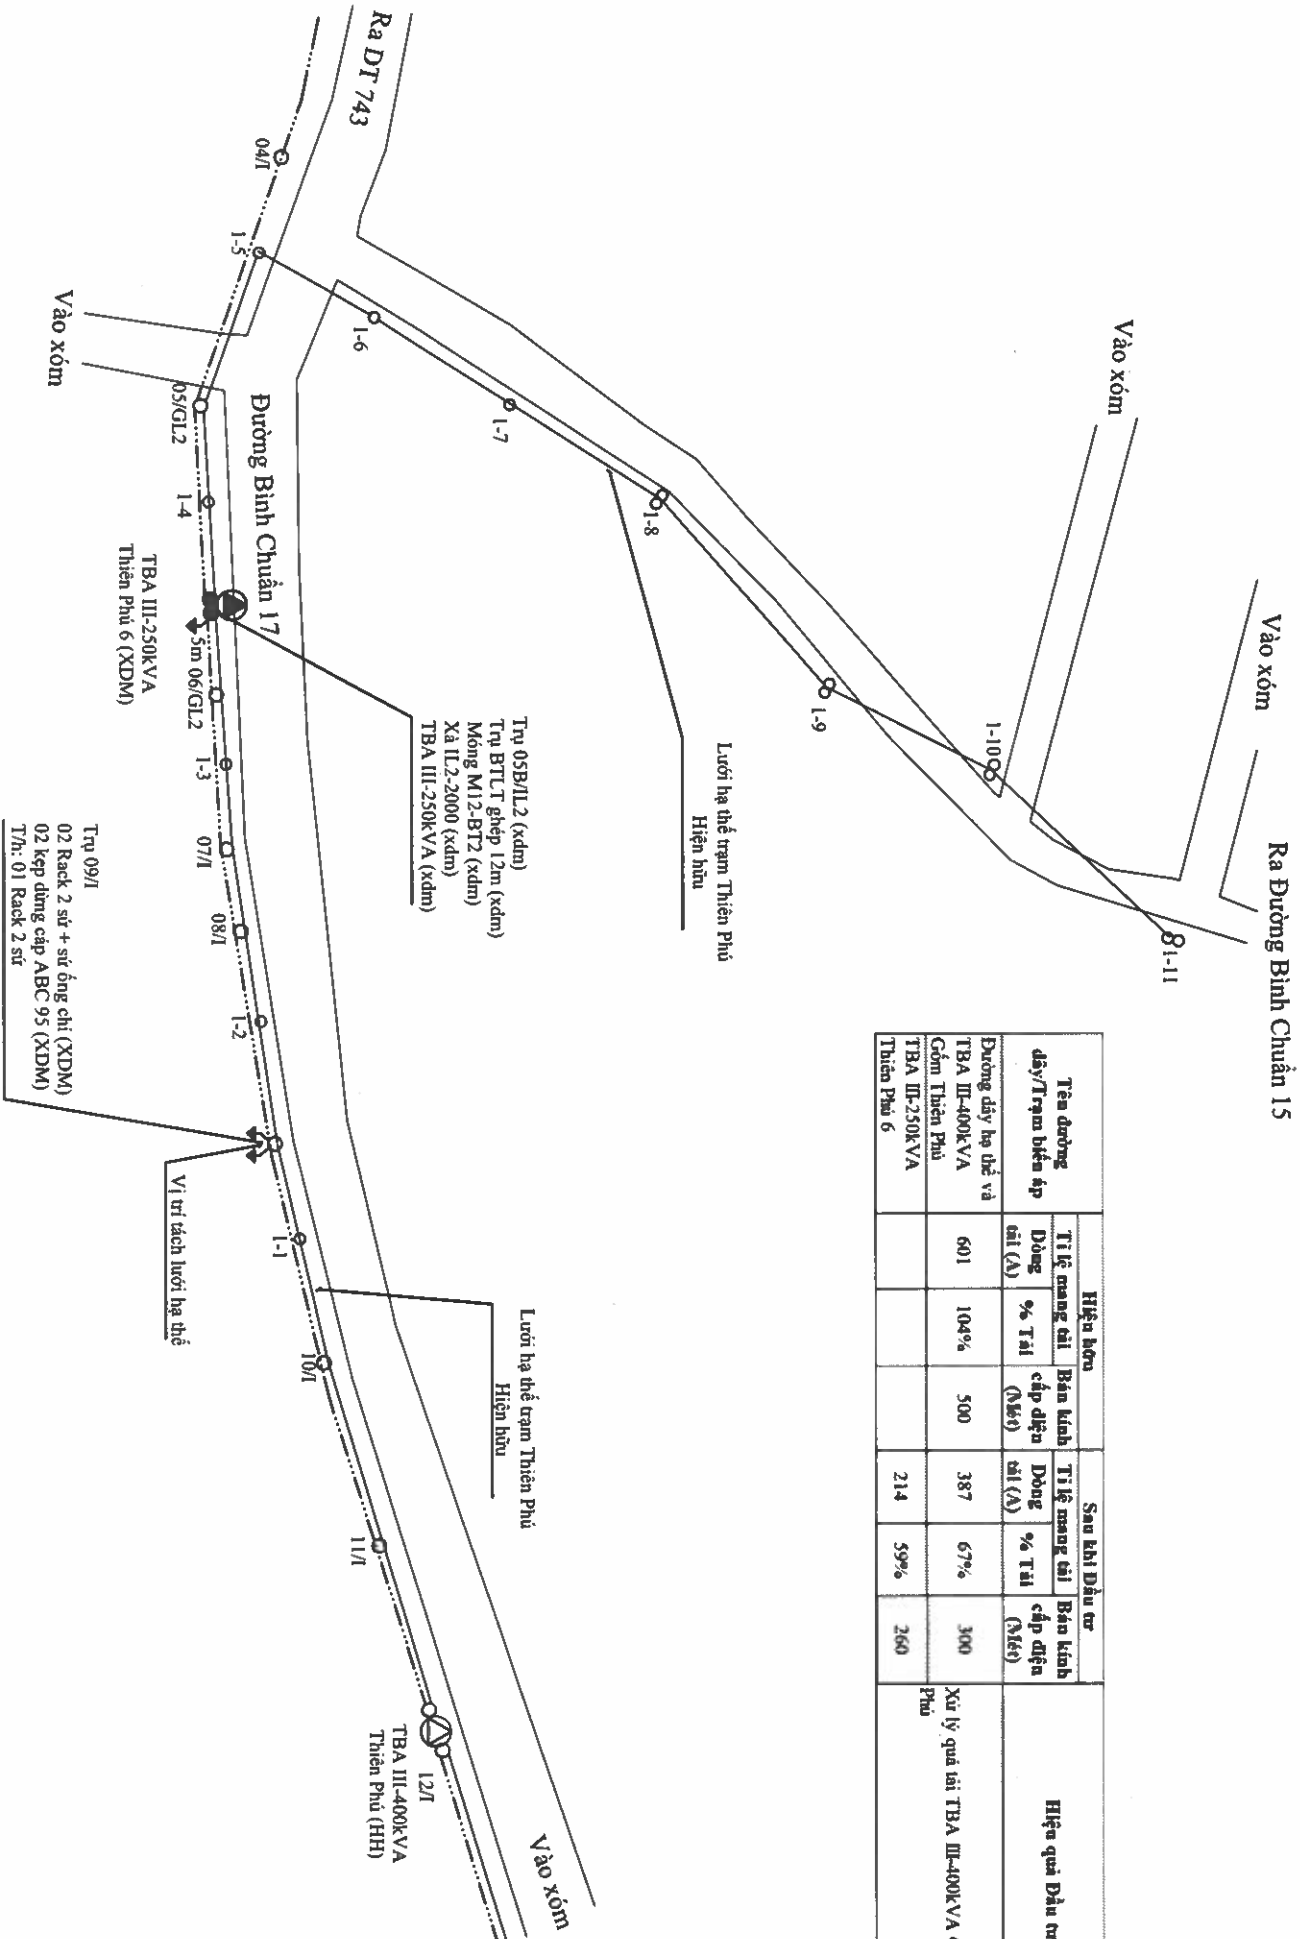 Ra Đường Bình Chuẩn 15
Vào xóm
Vào xóm
Ra DT 743
Vào xóm
Đường Bình Chuẩn 17
Vào xóm
04/I
1-5
1-6
1-7
1-8
1-9
1-10
1-11
05/GL2
1-4
5m
06/GL2
1-3
07/I
08/I
1-2
1-1
10/I
11/I
12/I
TBA III-250kVA
Thiên Phú 6 (XDM)
Trụ 05B/IL2 (xdm)
Trụ BTLT ghép 12m (xdm)
Móng M12-BT2 (xdm)
Xà IL2-2000 (xdm)
TBA III-250kVA (xdm)
Lưới hạ thế trạm Thiên Phú
Hiện hữu
Trụ 09/I
02 Rack 2 sứ + sứ ống chỉ (XDM)
02 kẹp dừng cáp ABC 95 (XDM)
T/h: 01 Rack 2 sứ
Vị trí tách lưới hạ thế
Lưới hạ thế trạm Thiên Phú
Hiện hữu
TBA III-400kVA
Thiên Phú (HH)
Tên đường
dây/Trạm biến áp
Hiện hữu
Sau khi Đầu tư
Hiệu quả Đầu tư
Tỉ lệ mang tải
Bán kính
cấp điện
(Mét)
Tỉ lệ mang tải
Bán kính
cấp điện
(Mét)
Dòng
tải (A)
% Tải
Dòng
tải (A)
% Tải
Đường dây hạ thế và
TBA III-400kVA
Gốm Thiên Phú
601
104%
500
387
67%
300
Xử lý quá tải TBA III-400kVA
Phú
TBA III-250kVA
Thiên Phú 6
214
59%
260